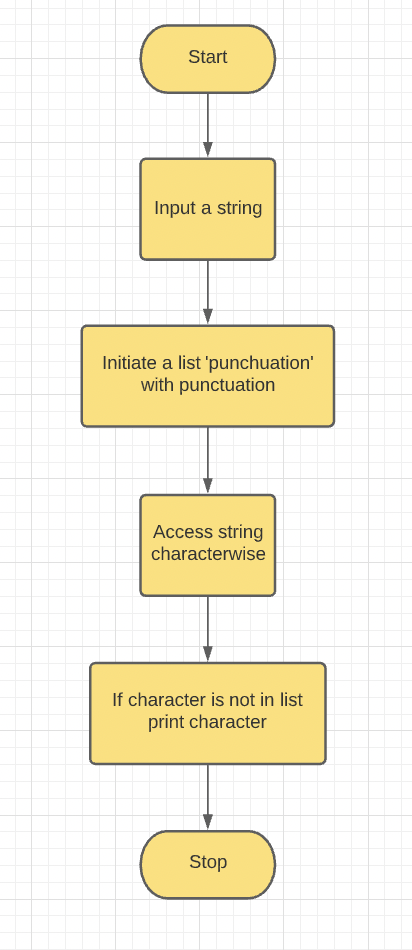 Start
Input a string
Initiate a list 'punchuation'
with punctuation
Access string
characterwise
If character is not in list
print character
Stop